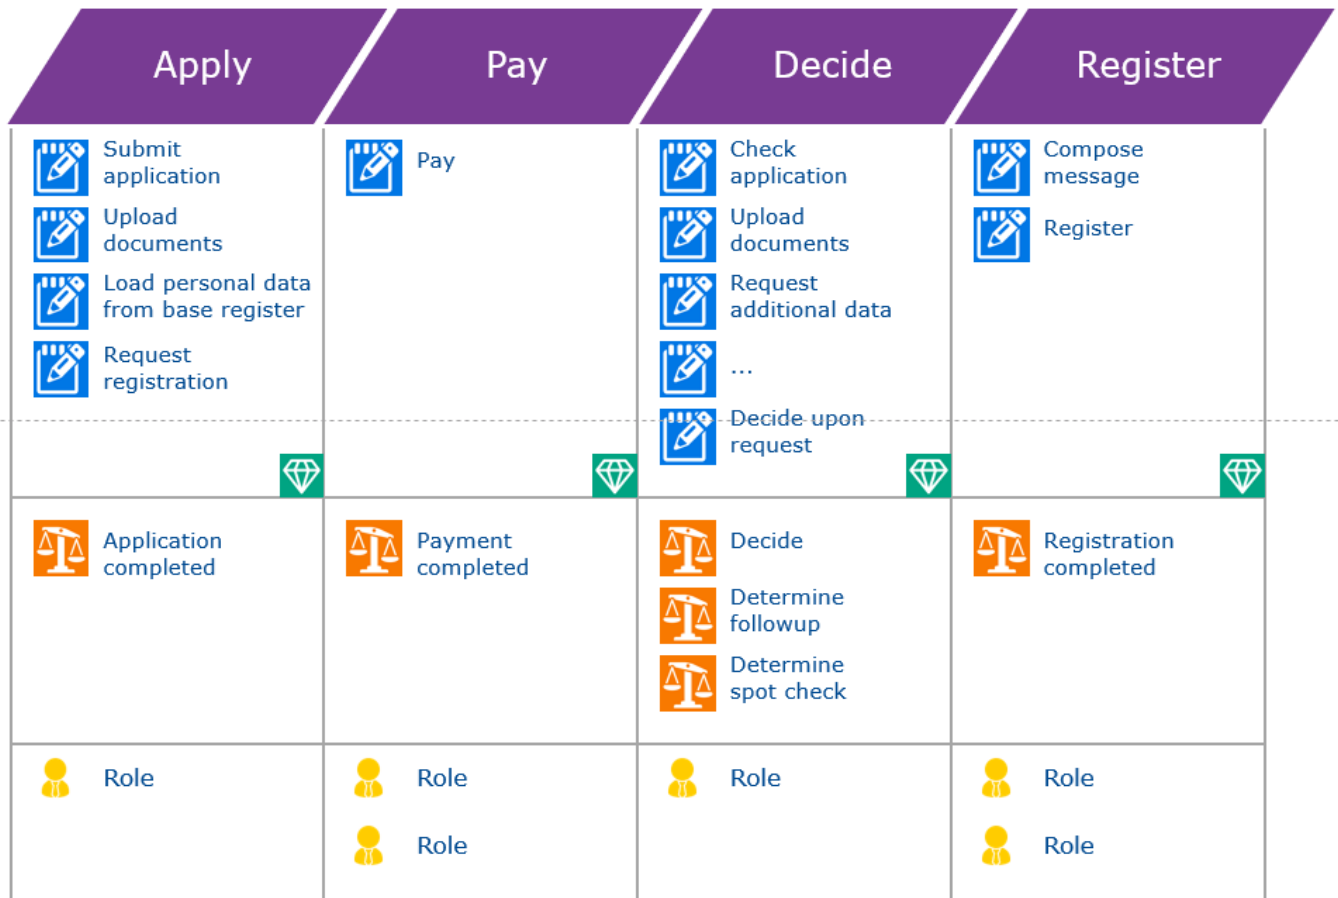 Apply
Pay
Decide
Register
Submit
application
Upload
documents
Load personal data
from base register
Request
registration
Pay
Check
application
Upload
documents
Request
additional data
...
Decide upon
request
Compose
message
Register
Application
completed
Payment
completed
Decide
Determine
followup
Determine
spot check
Registration
completed
Role
Role
Role
Role
Role
Role